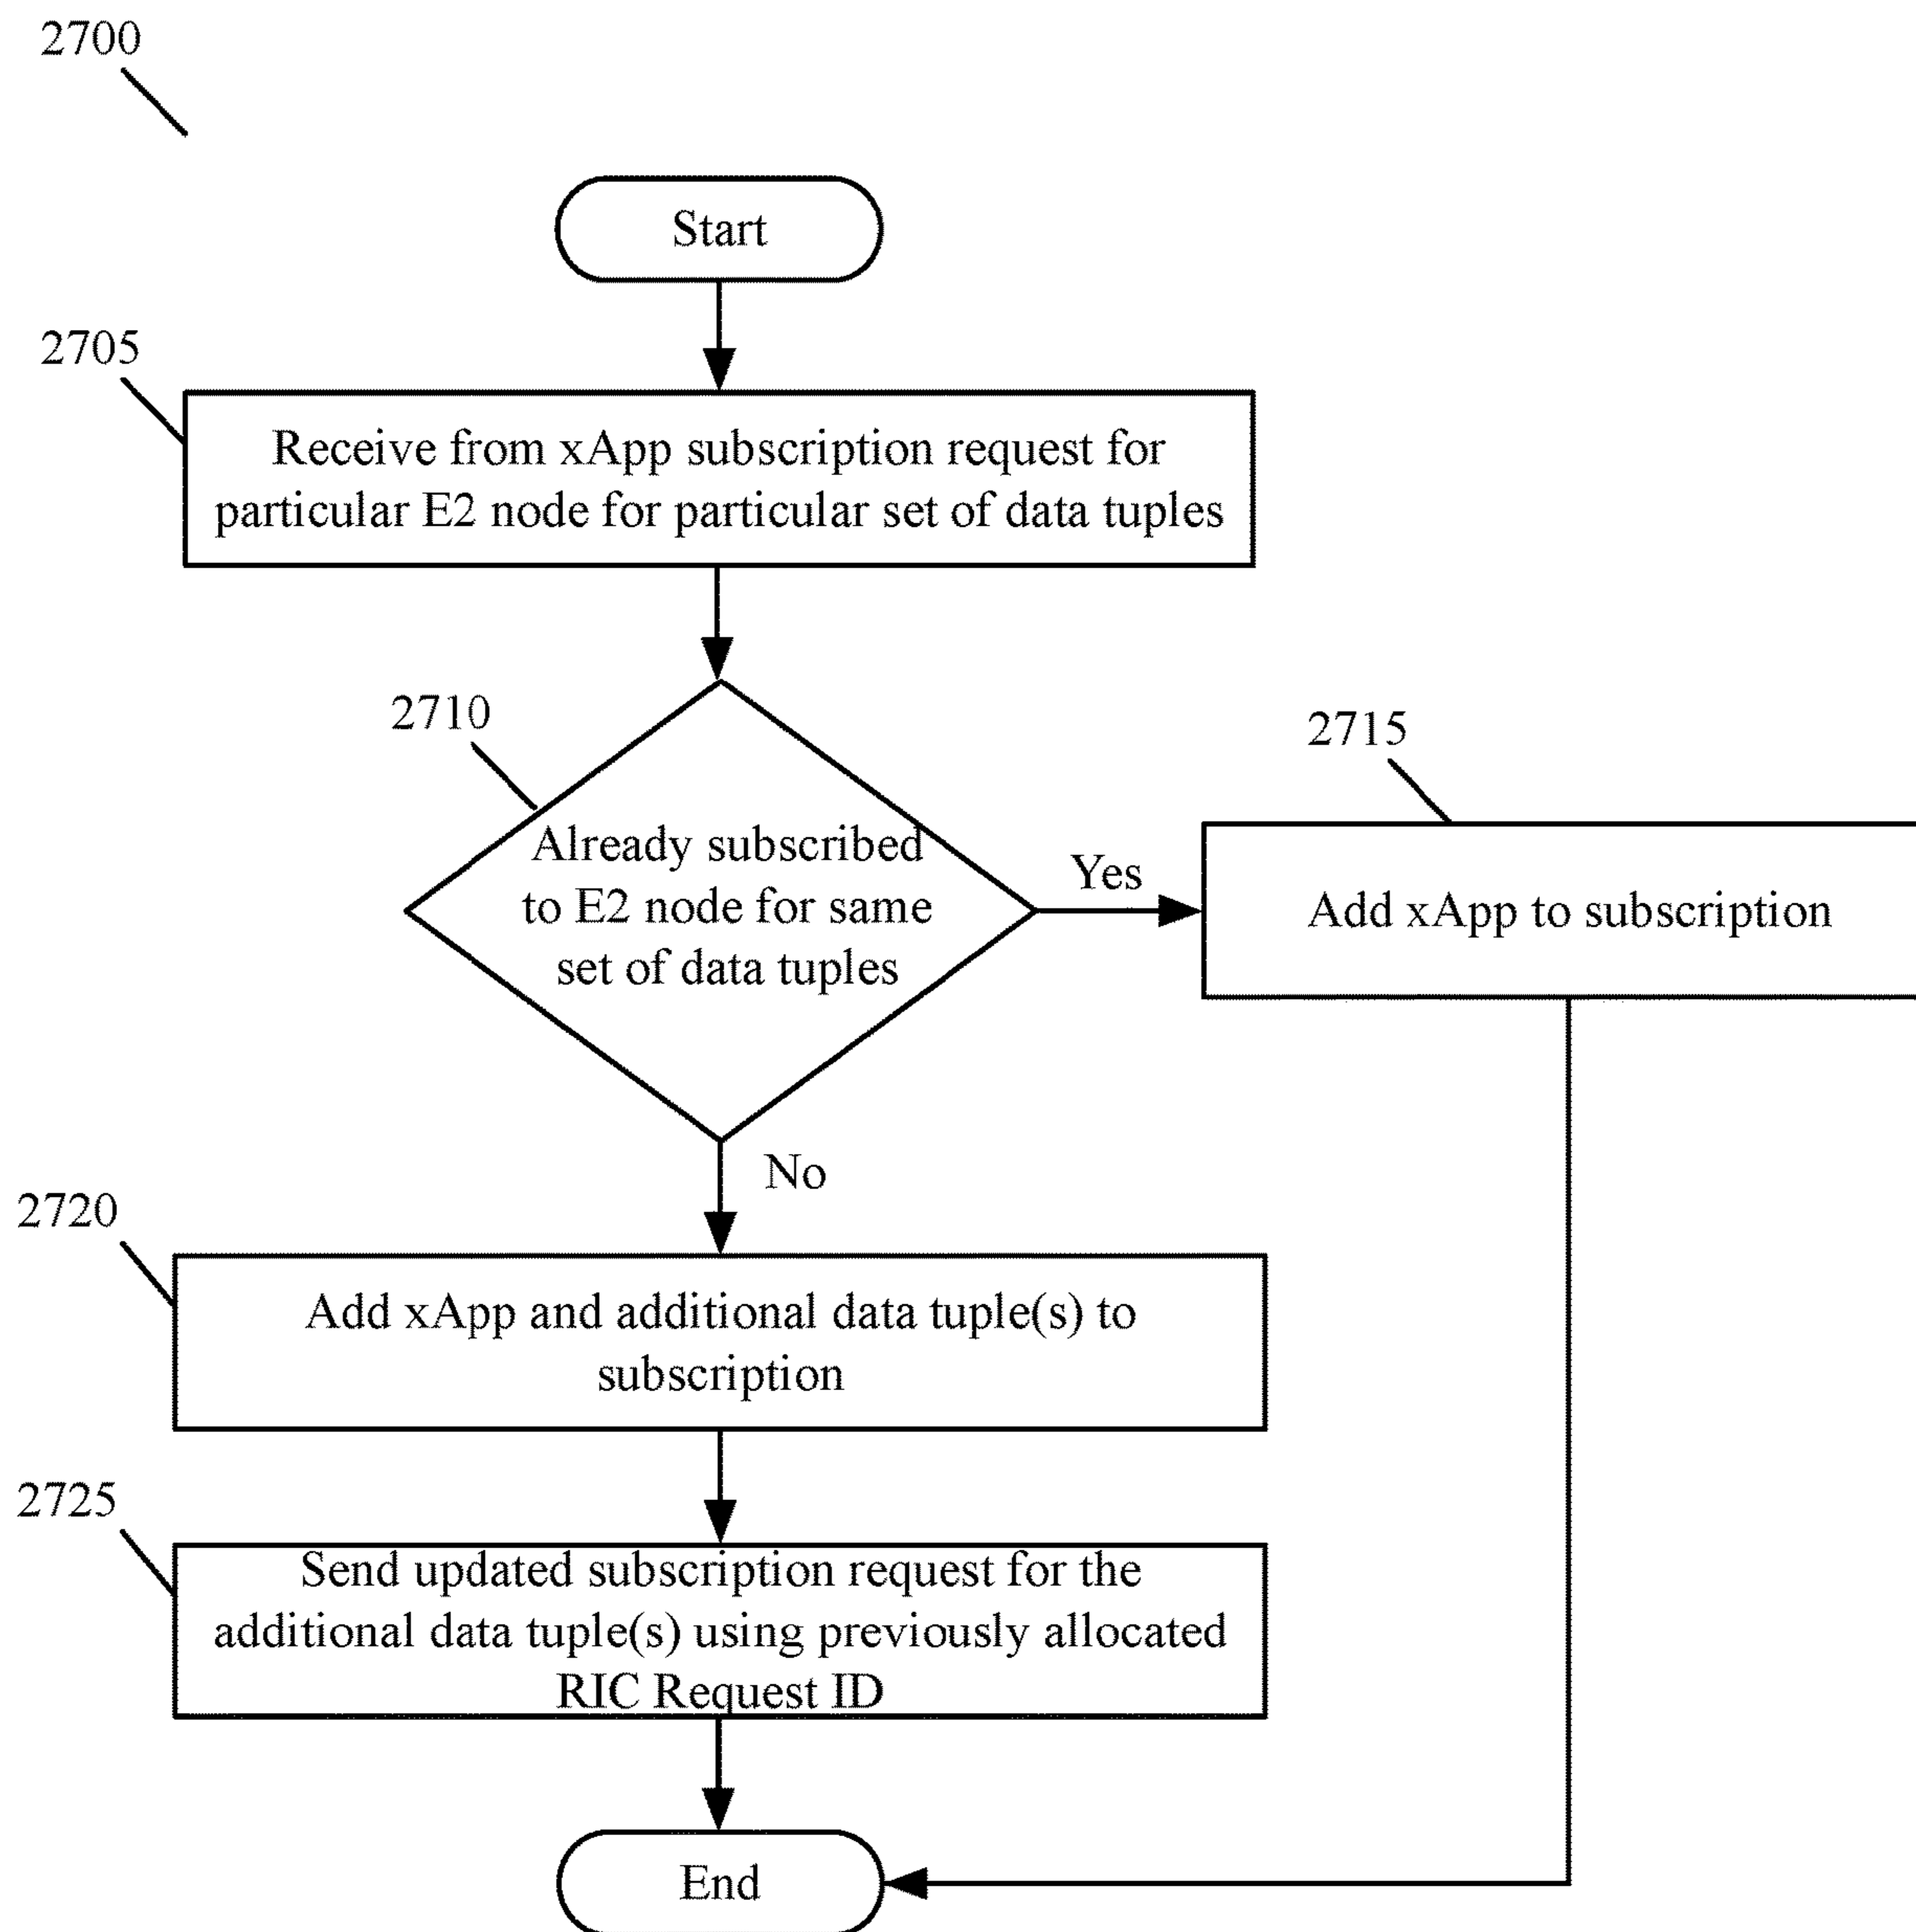 2700
Start
2705
Receive from xApp subscription request for
particular E2 node for particular set of data tuples
2710
Already subscribed
to E2 node for same
set of data tuples
Yes
2715
Add xApp to subscription
No
2720
Add xApp and additional data tuple(s) to
subscription
2725
Send updated subscription request for the
additional data tuple(s) using previously allocated
RIC Request ID
End